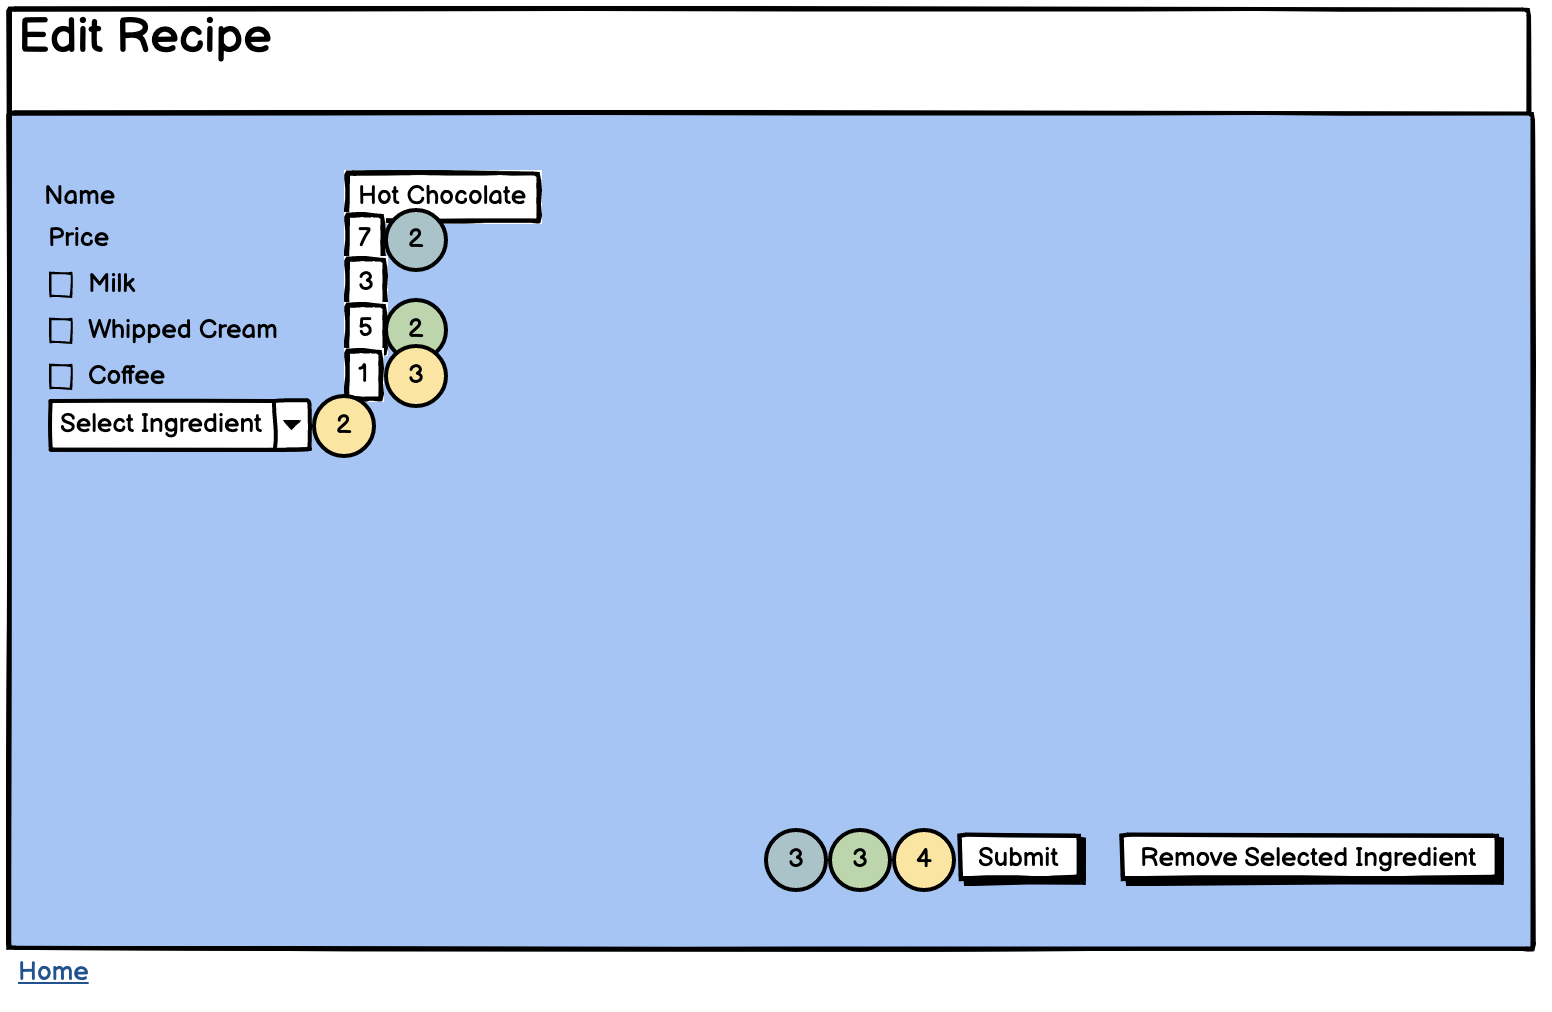 Edit Recipe
Name Hot Chocolate
Price 7 2
Milk 3
Whipped Cream 5 2
Coffee 1 3
Select Ingredient 2
3 3 4 Submit Remove Selected Ingredient
Home